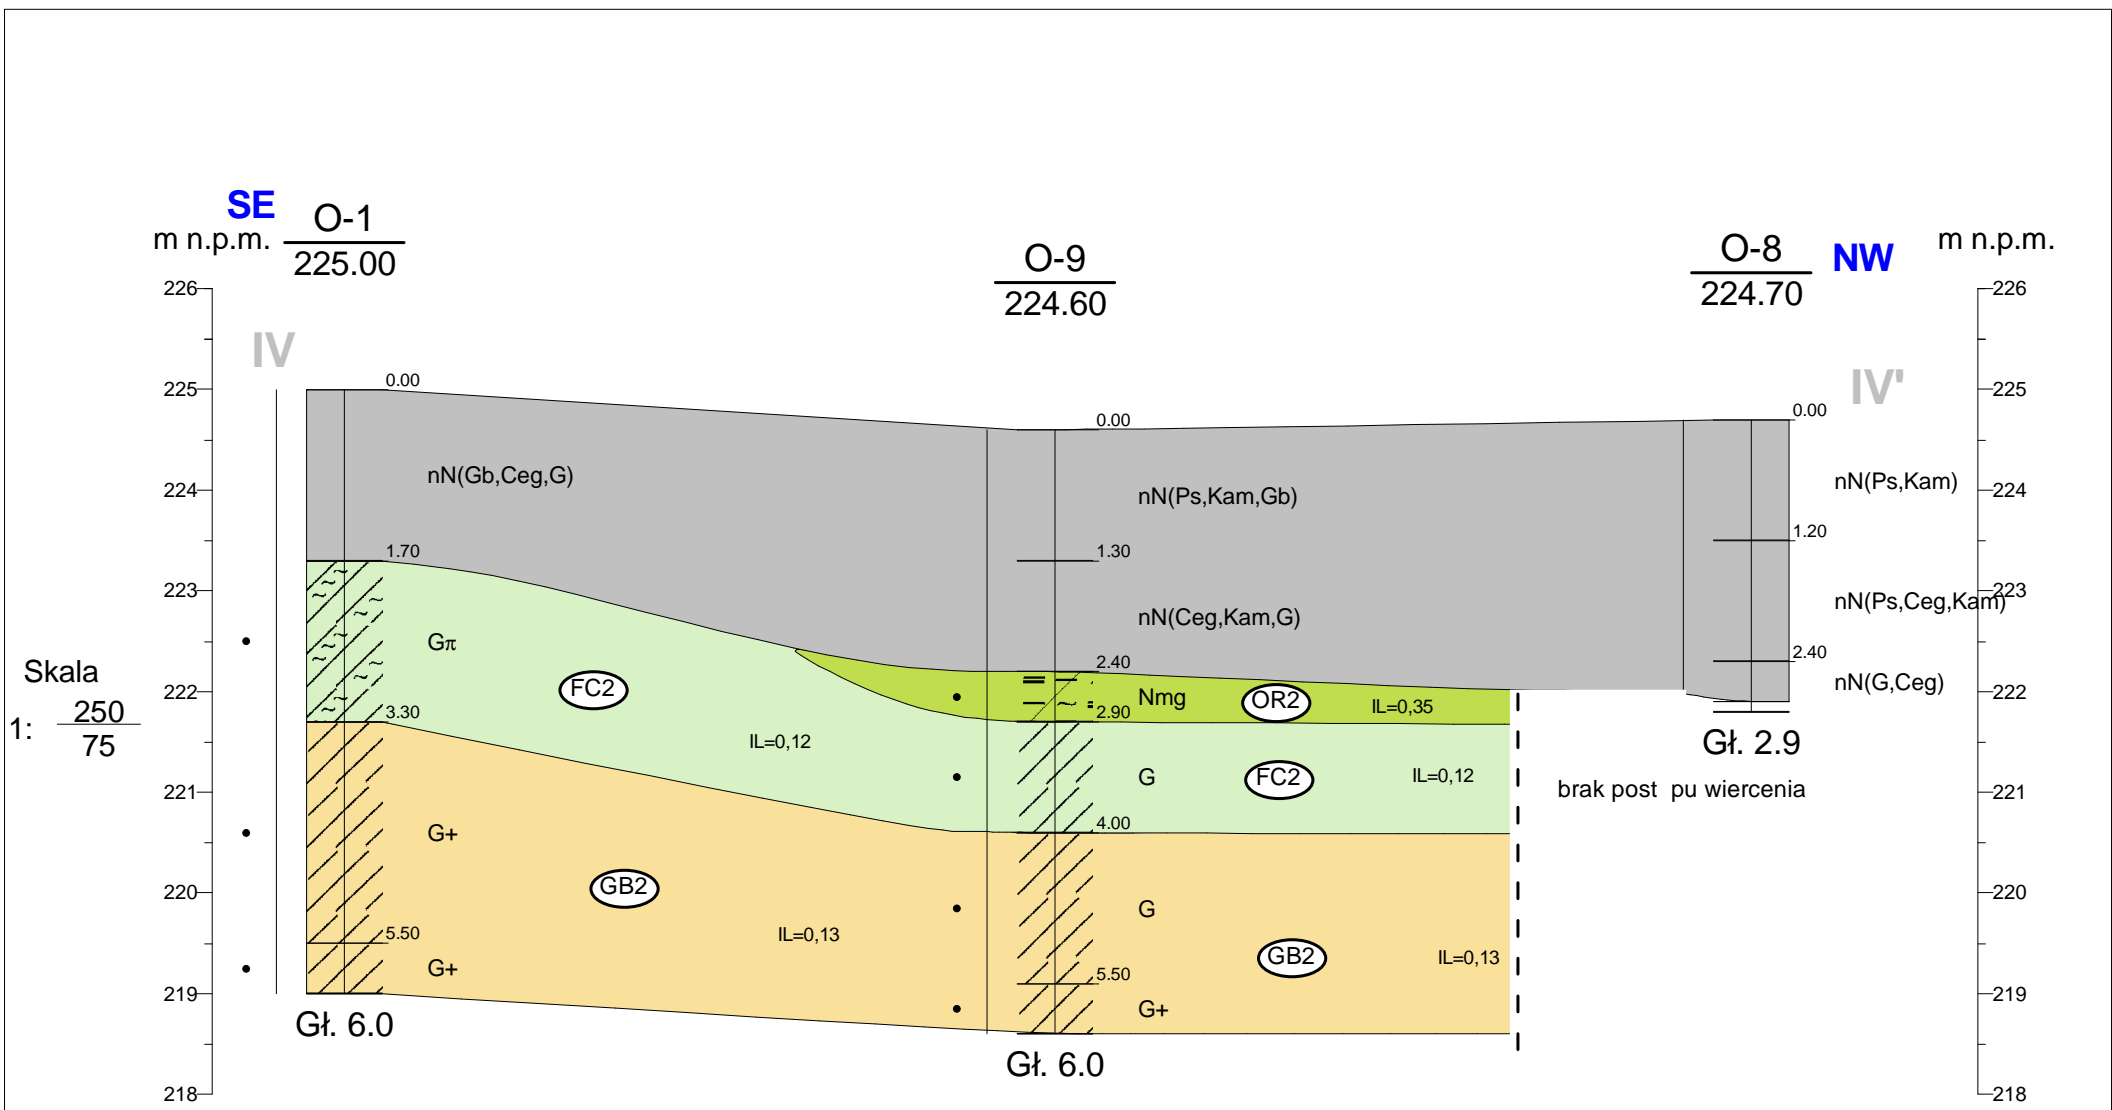 SE
O-1
m n.p.m.
225.00
O-9
224.60
O-8
NW
m n.p.m.
224.70
226
226
IV
IV'
225
0.00
0.00
0.00
225
nN(Gb,Ceg,G)
224
nN(Ps,Kam,Gb)
nN(Ps,Kam)
224
1.70
1.30
1.20
223
nN(Ceg,Kam,G)
nN(Ps,Ceg,Kam)
223
Gπ
2.40
2.40
Skala
1: 250
75
222
FC2
Nmg
OR2
IL=0,35
nN(G,Ceg)
222
3.30
2.90
IL=0,12
Gł. 2.9
221
G
FC2
IL=0,12
brak post pu wiercenia
221
G+
4.00
220
GB2
G
220
5.50
IL=0,13
GB2
IL=0,13
G+
5.50
219
G+
219
Gł. 6.0
Gł. 6.0
218
218